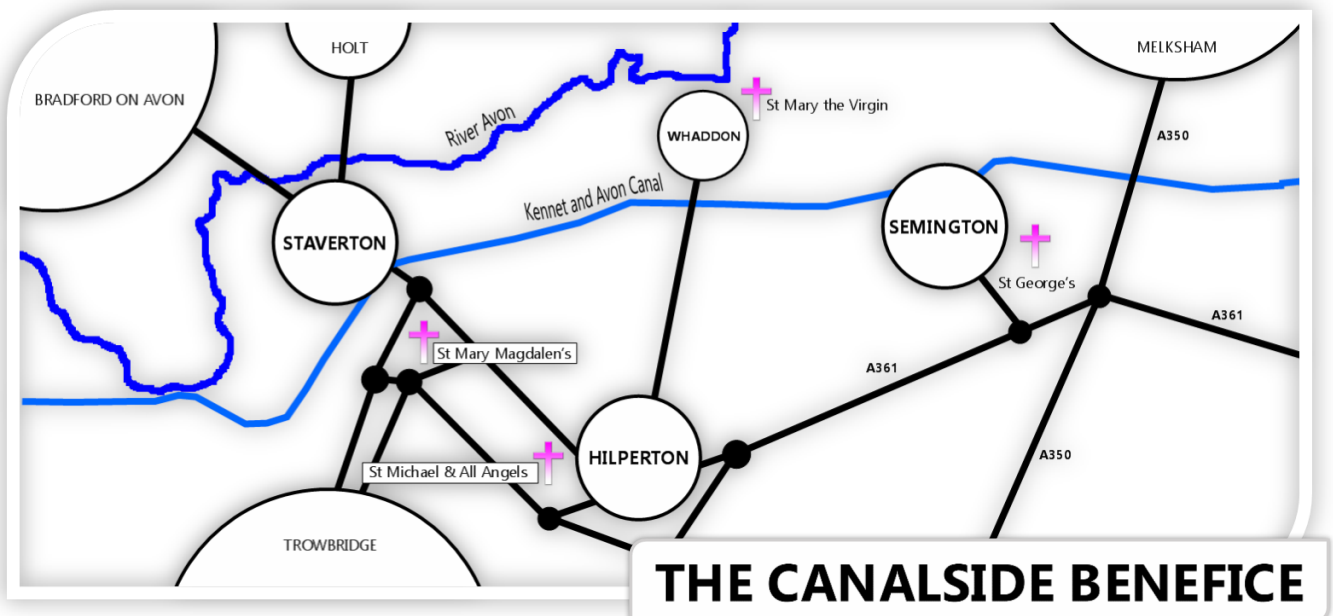 HOLT
MELKSHAM
BRADFORD ON AVON
St Mary the Virgin
River Avon
WHADDON
A350
Kennet and Avon Canal
SEMINGTON
STAVERTON
St George's
A361
St Mary Magdalen's
A361
HILPERTON
A350
St Michael & All Angels
TROWBRIDGE
THE CANALSIDE BENEFICE